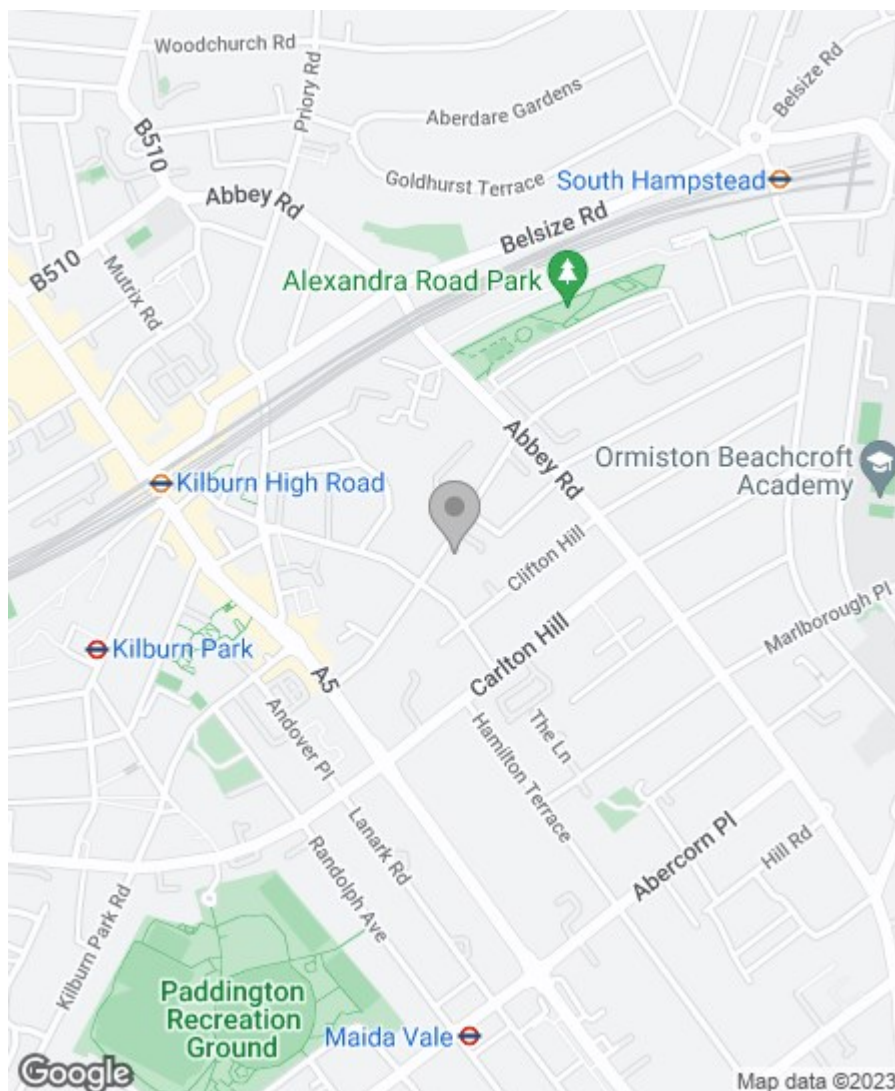 Woodchurch Rd
Priory Rd
Belsize Rd
Aberdare Gardens
B510
Goldhurst Terrace
South Hampstead
Abbey Rd
Belsize Rd
B510
Mutrix Rd
Alexandra Road Park
Abbey Rd
Ormiston Beachcroft
Academy
Kilburn High Road
Clifton Hill
Marlborough Pl
Kilburn Park
Carlton Hill
A5
Andover Pl
The Ln
Hamilton Terrace
Lanark Rd
Randolph Ave
Abercorn Pl
Hill Rd
Kilburn Park Rd
Paddington
Recreation
Ground
Maida Vale
Google
Map data ©2023